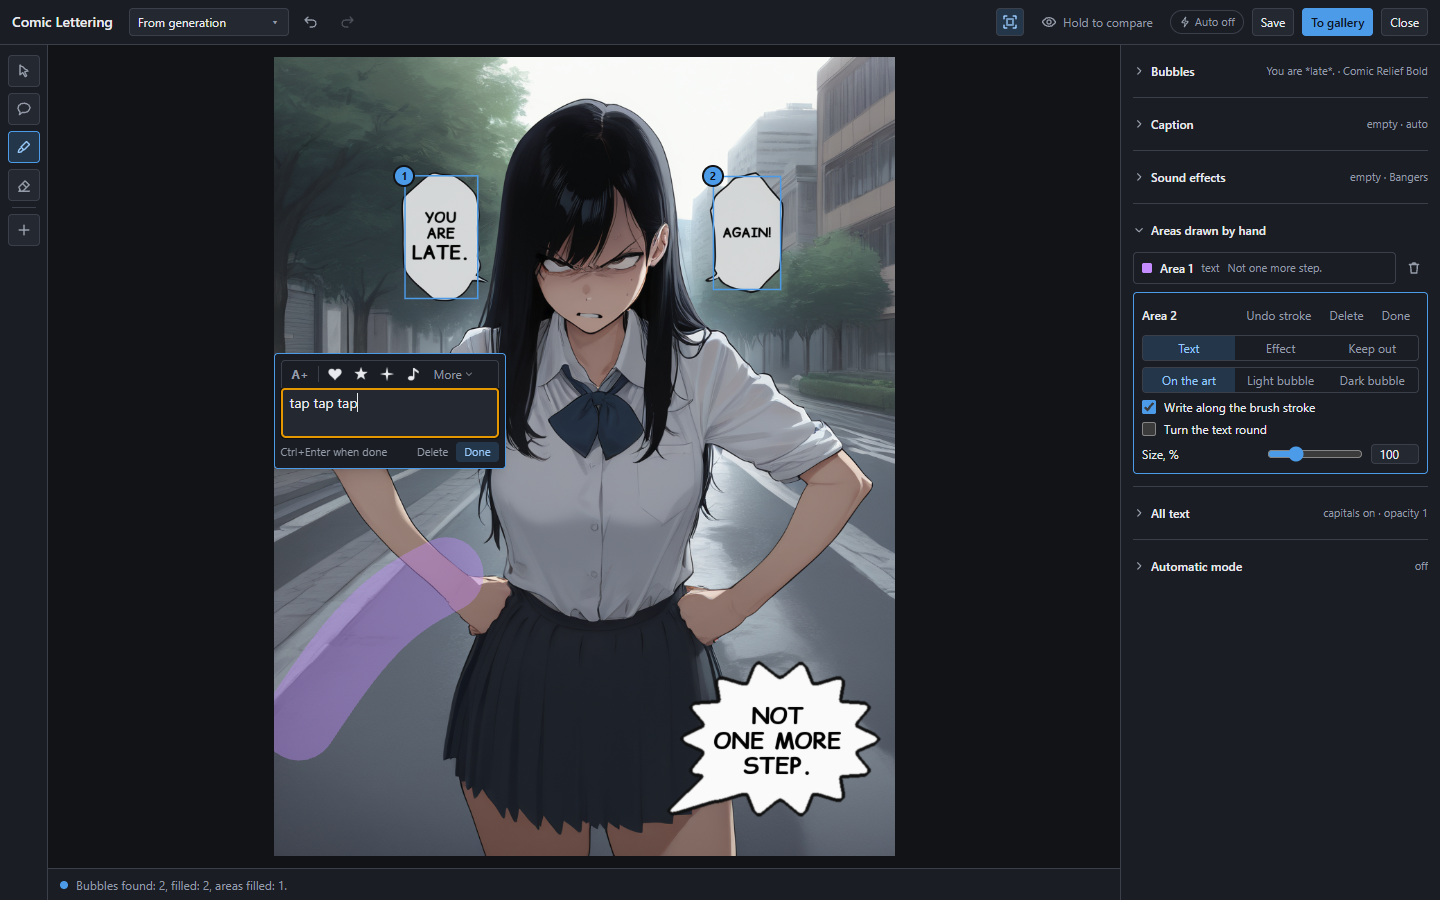 Comic Lettering
From generation
Hold to compare
Auto off
Save
To gallery
Close
1
YOU
ARE
LATE.
2
AGAIN!
A+
More
tap tap tap
Ctrl+Enter when done
Delete
Done
NOT
ONE MORE
STEP.
Bubbles found: 2, filled: 2, areas filled: 1.
Bubbles
You are *late*. · Comic Relief Bold
Caption
empty · auto
Sound effects
empty · Bangers
Areas drawn by hand
Area 1 text Not one more step.
Area 2
Undo stroke
Delete
Done
Text
Effect
Keep out
On the art
Light bubble
Dark bubble
Write along the brush stroke
Turn the text round
Size, %
100
All text
capitals on · opacity 1
Automatic mode
off